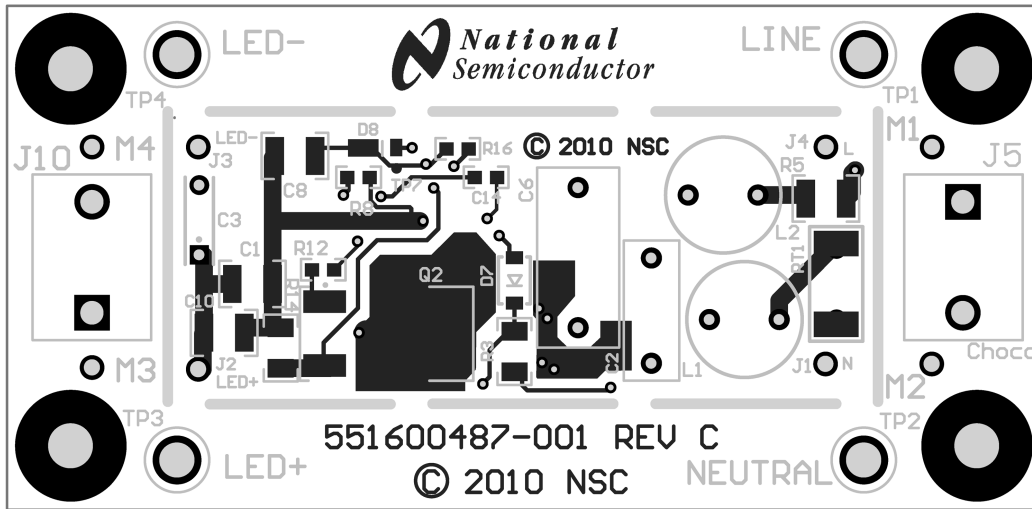 LED-
National
Semiconductor
LINE
TP4
TP1
M4
M1
J10
J3
LED-
D8
R16
© 2010 NSC
J4
L
J5
C8
TP7
C14
C6
R5
C3
R8
L2
C1
R12
RT1
Q2
D7
C10
R14
R3
C2
L1
J1
N
J2
LED+
Choco
M3
M2
TP3
TP2
551600487-001 REV C
LED+
NEUTRAL
© 2010 NSC